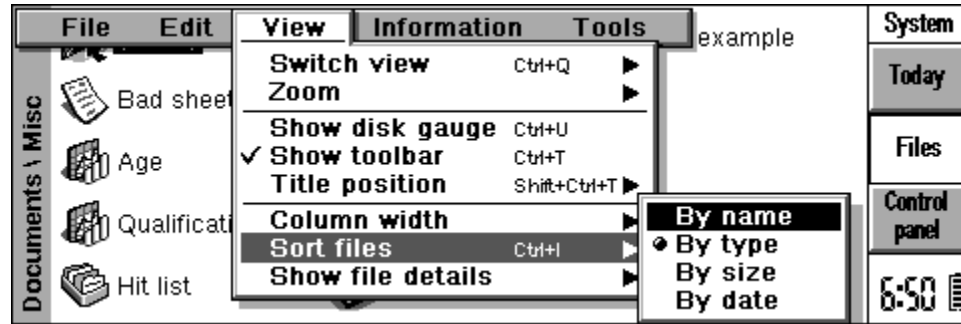 File Edit View Information Tools
example
System
Switch view Ctrl+Q
Zoom
Today
Bad sheet
Show disk gauge Ctrl+U
Show toolbar Ctrl+T
Age
Files
Title position Shift+Ctrl+T
Documents \ Misc
Column width
By name
Control
panel
Qualificati
Sort files Ctrl+I
By type
Show file details
By size
Hit list
By date
6:50